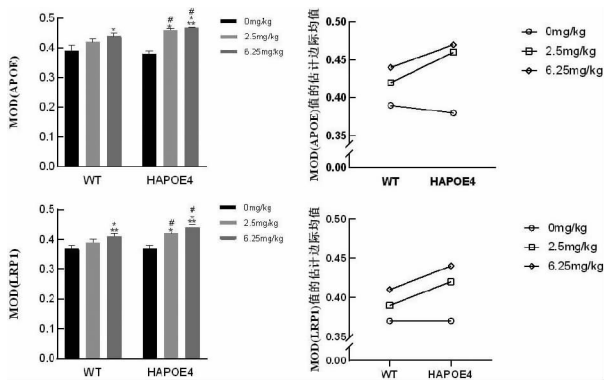 MOD(APOE)
0.5
0.4
0.3
0.2
0.1
0.0
* # * # * **
0mg/kg
2.5mg/kg
6.25mg/kg
WT HAPOE4
MOD(APOE)值的估计边际均值
0.50
0.45
0.40
0.35
0.00
0mg/kg
2.5mg/kg
6.25mg/kg
WT HAPOE4
MOD(LRP1)
0.5
0.4
0.3
0.2
0.1
0.0
* ** # * # * **
0mg/kg
2.5mg/kg
6.25mg/kg
WT HAPOE4
MOD(LRP1)值的估计边际均值
0.50
0.45
0.40
0.35
0.00
0mg/kg
2.5mg/kg
6.25mg/kg
WT HAPOE4